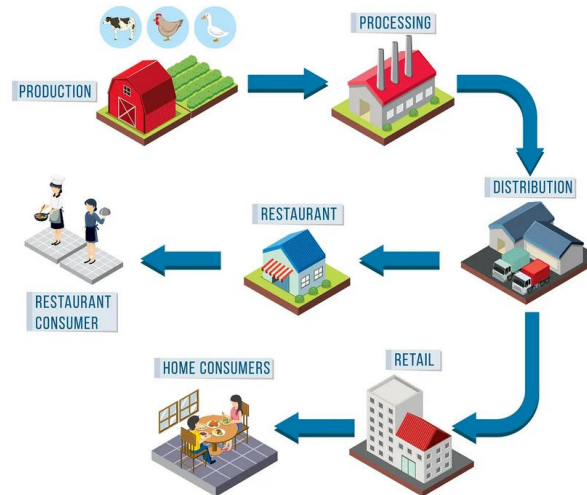 PROCESSING
PRODUCTION
DISTRIBUTION
RESTAURANT
RESTAURANT
CONSUMER
HOME CONSUMERS
RETAIL